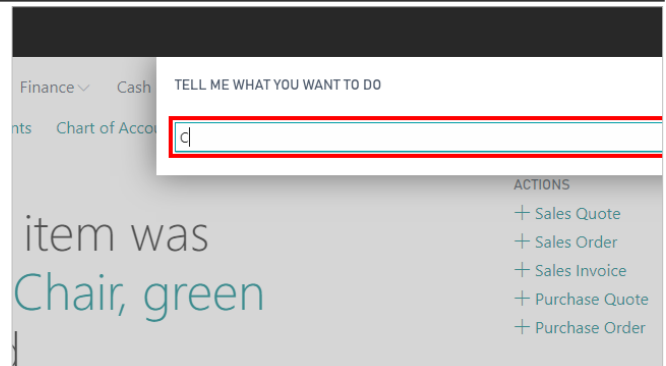 Finance Cash
TELL ME WHAT YOU WANT TO DO
nts Chart of Accou
C
ACTIONS
+ Sales Quote
+ Sales Order
+ Sales Invoice
+ Purchase Quote
+ Purchase Order
item was
Chair, green